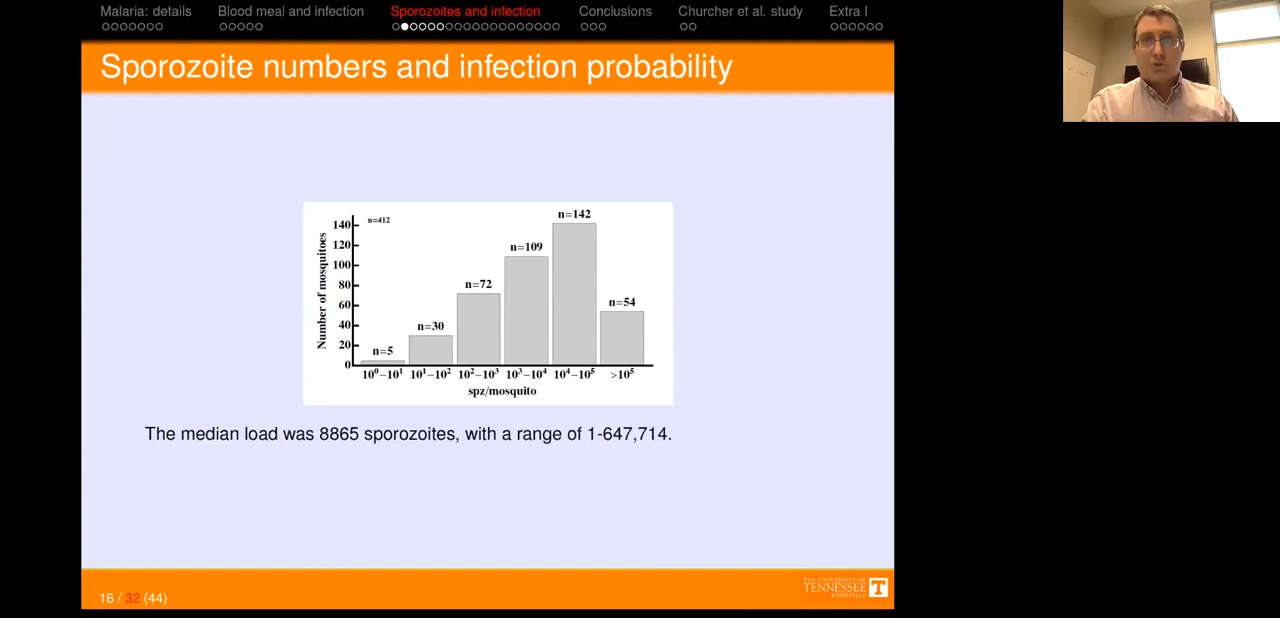 Malaria: details Blood meal and infection Sporozoites and infection Conclusions Churcher et al. study Extra I
Sporozoite numbers and infection probability
n=412
Number of mosquitoes
140
120
100
80
60
40
20
0
n=5
n=30
n=72
n=109
n=142
n=54
10⁰−10¹ 10¹−10² 10²−10³ 10³−10⁴ 10⁴−10⁵ >10⁵
spz/mosquito
The median load was 8865 sporozoites, with a range of 1-647,714.
16 / 32 (44)
THE UNIVERSITY OF
TENNESSEE
KNOXVILLE
T